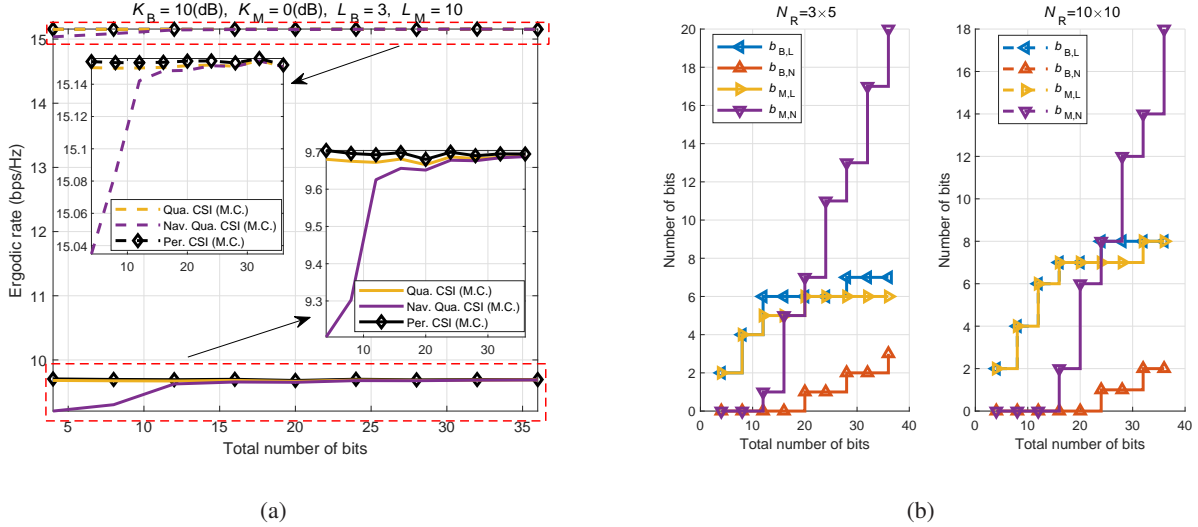 K_B = 10(dB), K_M = 0(dB), L_B = 3, L_M = 10
Ergodic rate (bps/Hz)
15
14
13
12
11
10
5
10
15
20
25
30
35
Total number of bits
15.14
15.12
15.1
15.08
15.06
15.04
10
20
30
Qua. CSI (M.C.)
Nav. Qua. CSI (M.C.)
Per. CSI (M.C.)
9.7
9.6
9.5
9.4
9.3
10
20
30
Qua. CSI (M.C.)
Nav. Qua. CSI (M.C.)
Per. CSI (M.C.)
(a)
N_R=3×5
Number of bits
20
18
16
14
12
10
8
6
4
2
0
0
10
20
30
40
Total number of bits
b_B,L
b_B,N
b_M,L
b_M,N
N_R=10×10
Number of bits
18
16
14
12
10
8
6
4
2
0
0
10
20
30
40
Total number of bits
b_B,L
b_B,N
b_M,L
b_M,N
(b)